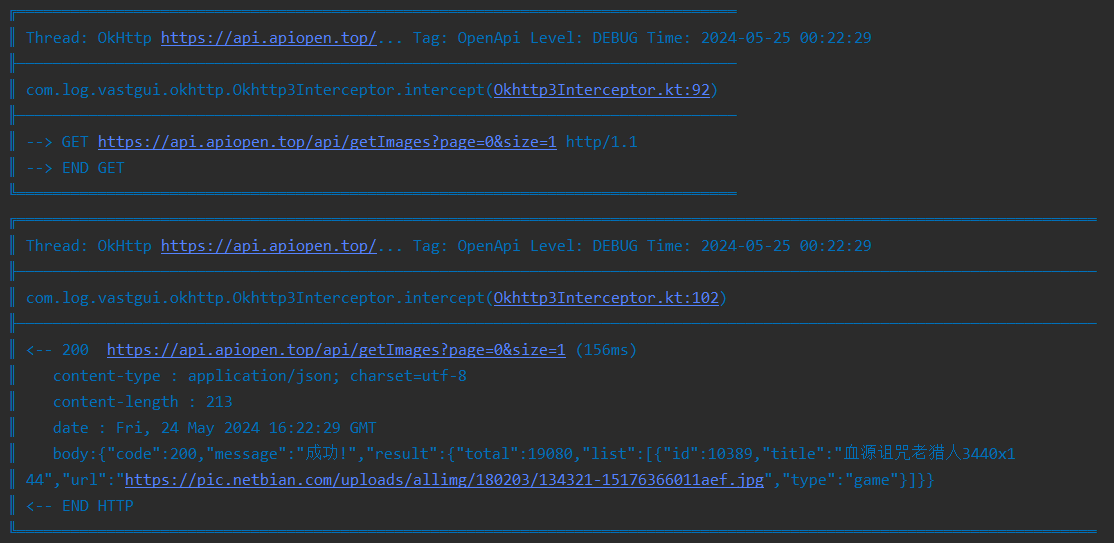 Thread: OkHttp https://api.apiopen.top/... Tag: OpenApi Level: DEBUG Time: 2024-05-25 00:22:29
com.log.vastgui.okhttp.Okhttp3Interceptor.intercept(Okhttp3Interceptor.kt:92)
--> GET https://api.apiopen.top/api/getImages?page=0&size=1 http/1.1
--> END GET
Thread: OkHttp https://api.apiopen.top/... Tag: OpenApi Level: DEBUG Time: 2024-05-25 00:22:29
com.log.vastgui.okhttp.Okhttp3Interceptor.intercept(Okhttp3Interceptor.kt:102)
<-- 200  https://api.apiopen.top/api/getImages?page=0&size=1 (156ms)
content-type : application/json; charset=utf-8
content-length : 213
date : Fri, 24 May 2024 16:22:29 GMT
body:{"code":200,"message":"成功!","result":{"total":19080,"list":[{"id":10389,"title":"血源诅咒老猎人3440x1
44","url":"https://pic.netbian.com/uploads/allimg/180203/134321-15176366011aef.jpg","type":"game"}]}}
<-- END HTTP